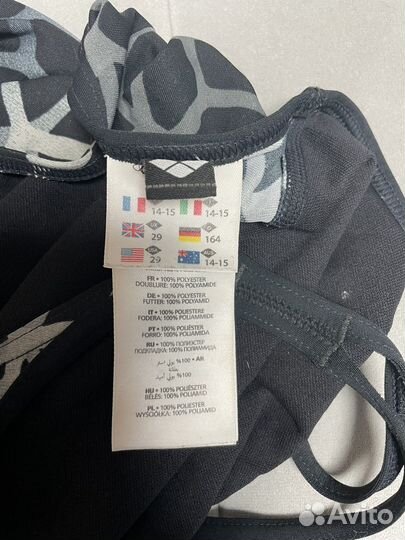 14-15 14-15
29 164
29 14-15
FR • 100% POLYESTER
DOUBLURE: 100% POLYAMIDE
DE • 100% POLYESTER
FUTTER: 100% POLYAMID
IT • 100% POLIESTERE
FODERA: 100% POLIAMMIDE
PT • 100% POLIÉSTER
FORRO: 100% POLIAMIDA
RU • 100% ПОЛИЭСТЕР
ПОДКЛАДКА: 100% ПОЛИАМИДА
AR •
HU • 100% POLIÉSZTER
BÉLÉS: 100% POLIAMID
PL • 100% POLIESTER
WYŚCIÓŁKA: 100% POLIAMID
Avito